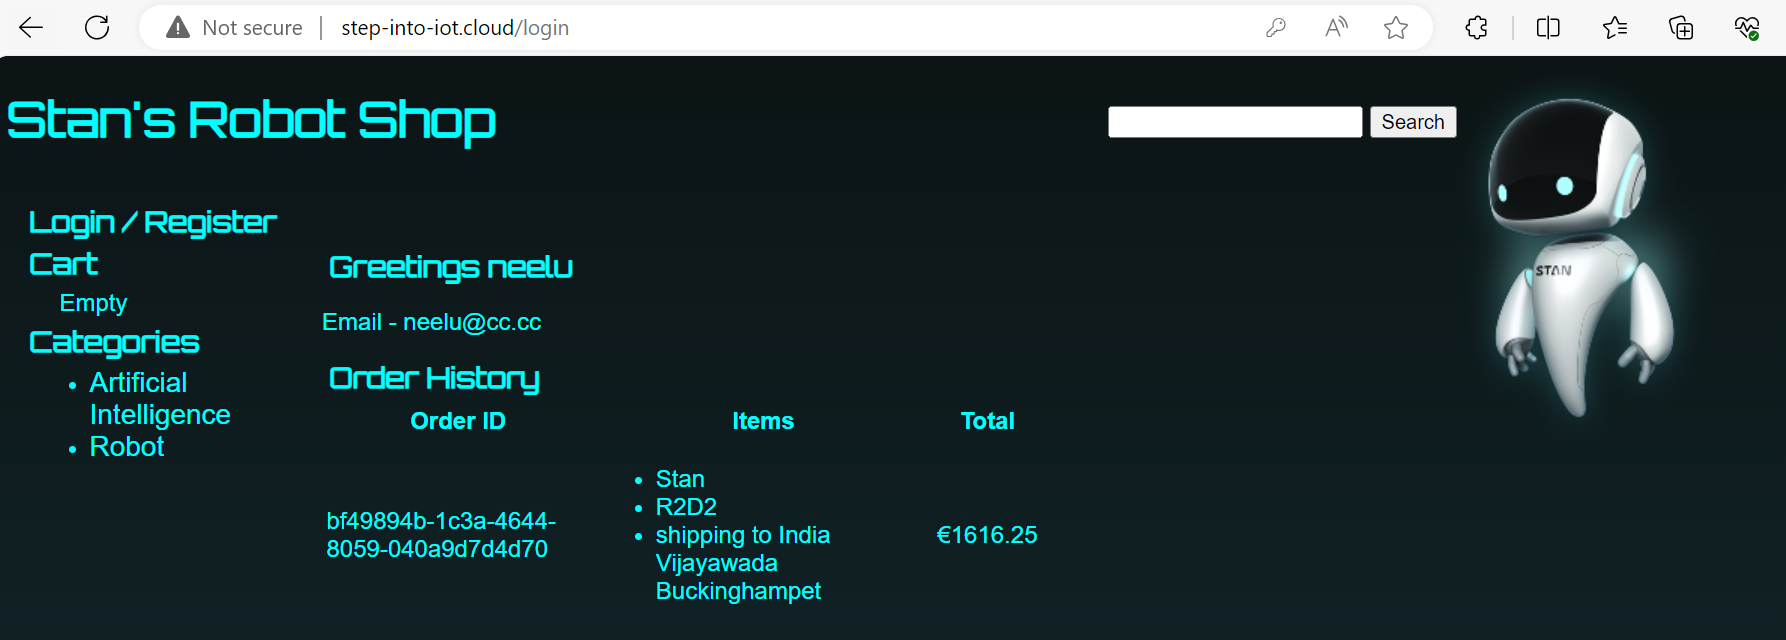 Not secure | step-into-iot.cloud/login
Stan's Robot Shop
Search
STAN
Login / Register
Cart
Empty
Categories
Artificial
Intelligence
Robot
Greetings neelu
Email - neelu@cc.cc
Order History
Order ID Items Total
Stan
R2D2
shipping to India
Vijayawada
Buckinghampet
bf49894b-1c3a-4644-
8059-040a9d7d4d70
€1616.25